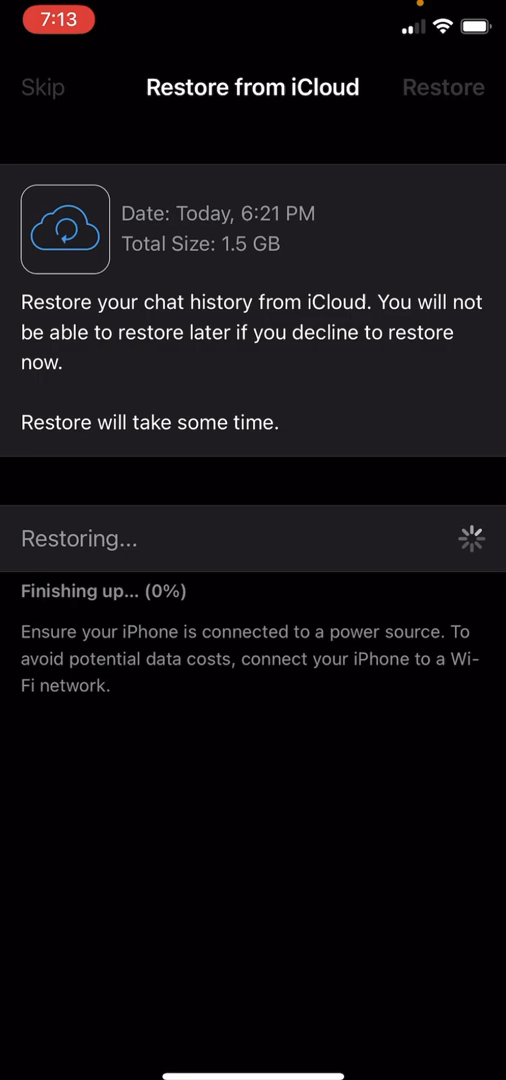 7:13
Skip Restore from iCloud Restore
Date: Today, 6:21 PM
Total Size: 1.5 GB
Restore your chat history from iCloud. You will not
be able to restore later if you decline to restore
now.
Restore will take some time.
Restoring...
Finishing up... (0%)
Ensure your iPhone is connected to a power source. To
avoid potential data costs, connect your iPhone to a Wi-
Fi network.